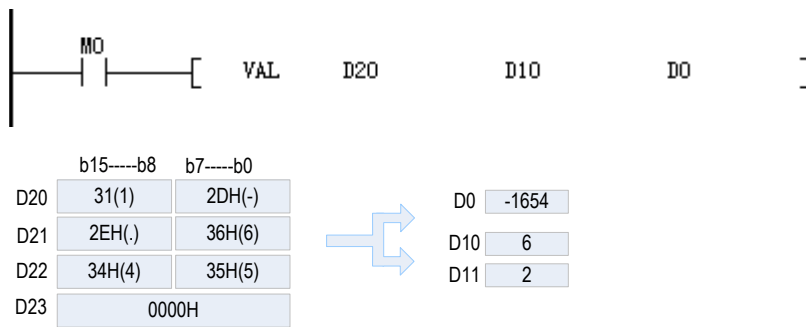 M0
VAL D20 D10 D0
b15-----b8 b7-----b0
D20 31(1) 2DH(-) D0 -1654
D21 2EH(.) 36H(6) D10 6
D22 34H(4) 35H(5) D11 2
D23 0000H